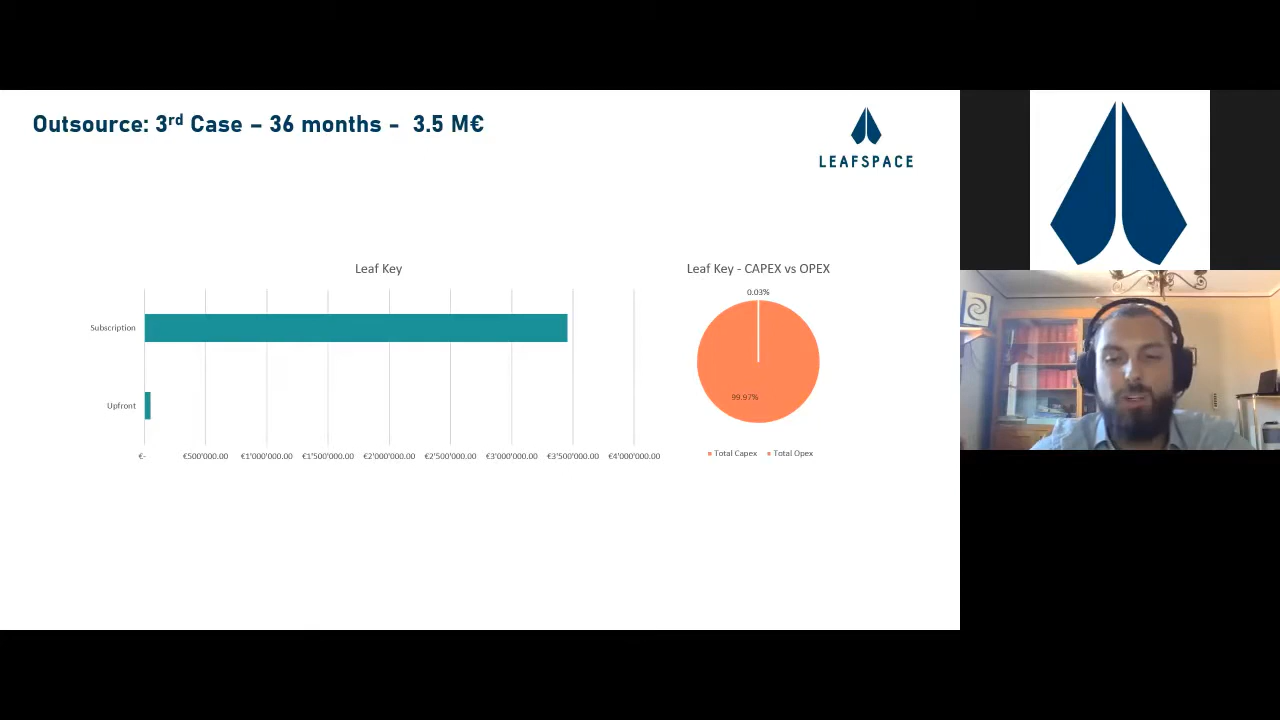 Outsource: 3rd Case – 36 months - 3.5 M€
LEAFSPACE
Leaf Key
Subscription
Upfront
€- €500'000.00 €1'000'000.00 €1'500'000.00 €2'000'000.00 €2'500'000.00 €3'000'000.00 €3'500'000.00 €4'000'000.00
Leaf Key - CAPEX vs OPEX
0.03%
99.97%
Total Capex Total Opex